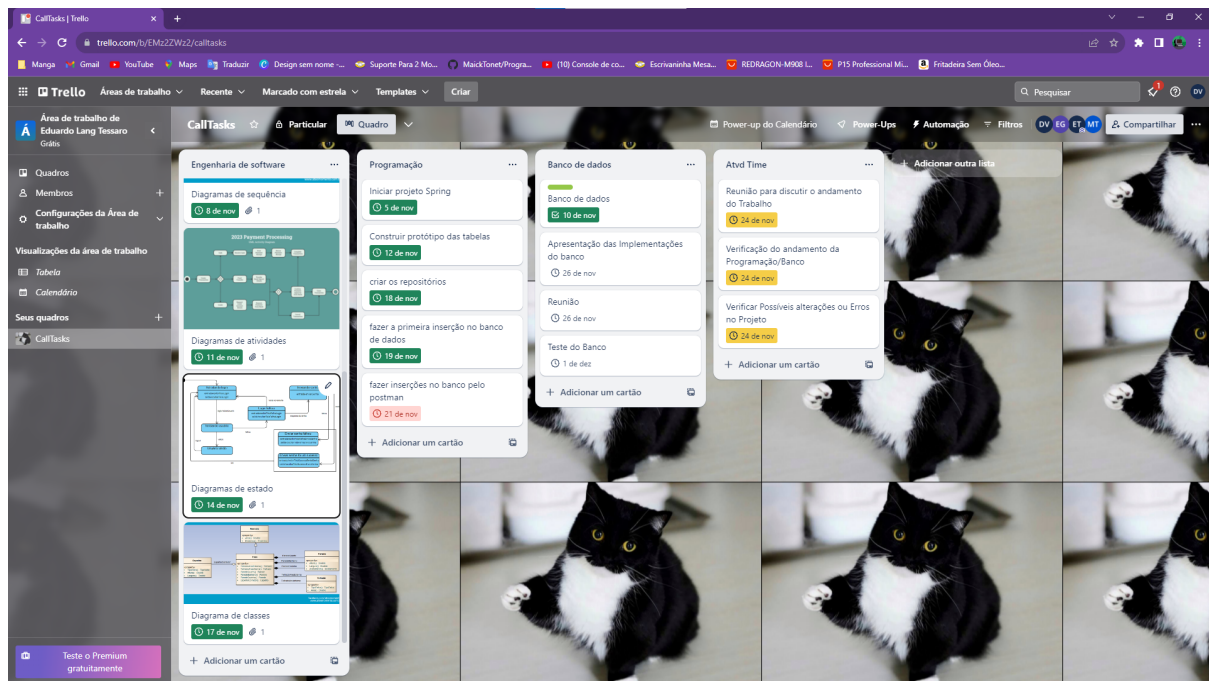 CallTasks | Trello
trello.com/b/EMz2ZWz2/calltasks
Manga
Gmail
YouTube
Maps
Traduzir
Design sem nome -...
Suporte Para 2 Mo...
MaickTonet/Progra...
(10) Console de co...
Escrivaninha Mesa...
REDRAGON-M908 I...
P15 Professional Mi...
Fritadeira Sem Óleo...
Trello
Áreas de trabalho
Recente
Marcado com estrela
Templates
Criar
Pesquisar
1
DV
Á
Área de trabalho de
Eduardo Lang Tessaro
Grátis
Quadros
Membros
Configurações da Área de
trabalho
Visualizações da área de trabalho
Tabela
Calendário
Seus quadros
CallTasks
Teste o Premium
gratuitamente
CallTasks
Particular
Quadro
Power-up do Calendário
Power-Ups
Automação
Filtros
DV EG ET MT
Compartilhar
Engenharia de software
Diagramas de sequência
8 de nov
1
2023 Payment Processing
Diagramas de atividades
11 de nov
1
Diagramas de estado
14 de nov
1
Diagrama de classes
17 de nov
1
+ Adicionar um cartão
Programação
Iniciar projeto Spring
5 de nov
Construir protótipo das tabelas
12 de nov
criar os repositórios
18 de nov
fazer a primeira inserção no banco
de dados
19 de nov
fazer inserções no banco pelo
postman
21 de nov
+ Adicionar um cartão
Banco de dados
Banco de dados
10 de nov
Apresentação das Implementações
do banco
26 de nov
Reunião
26 de nov
Teste do Banco
1 de dez
+ Adicionar um cartão
Atvd Time
Reunião para discutir o andamento
do Trabalho
24 de nov
Verificação do andamento da
Programação/Banco
24 de nov
Verificar Possíveis alterações ou Erros
no Projeto
24 de nov
+ Adicionar um cartão
+ Adicionar outra lista